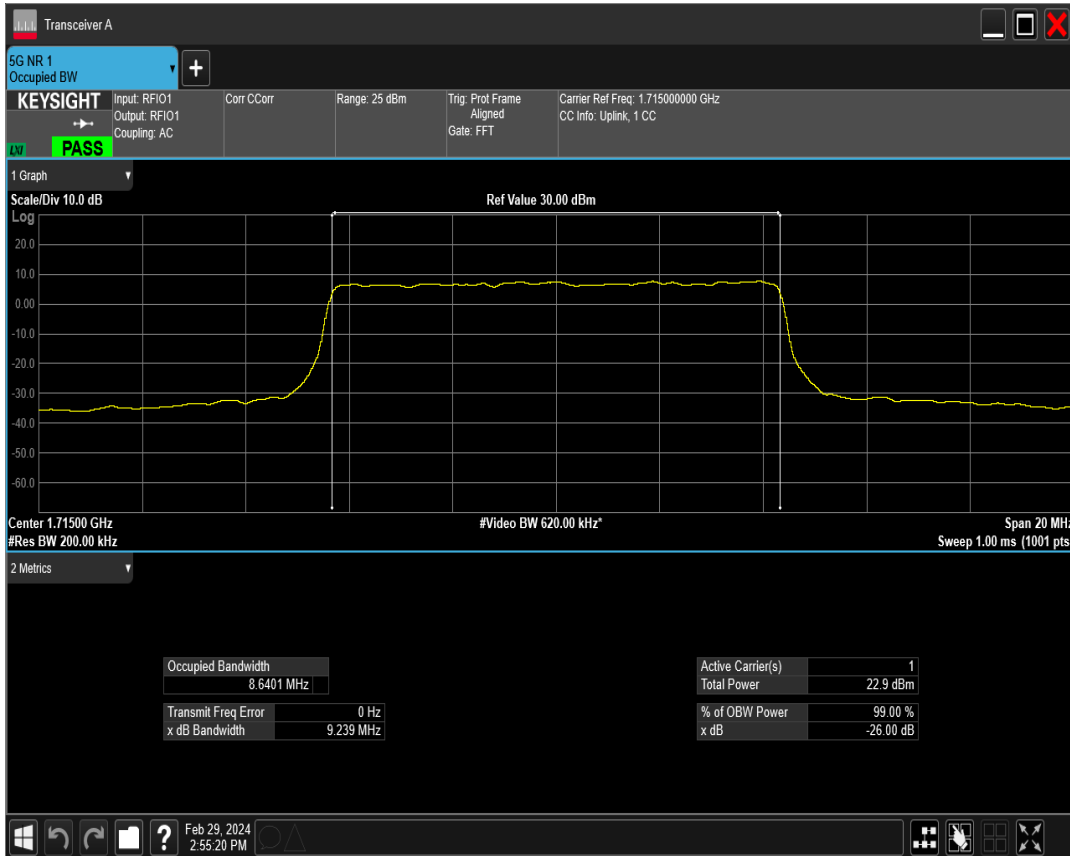 Transceiver A
5G NR 1
Occupied BW
KEYSIGHT
LXI
PASS
Input: RFIO1
Output: RFIO1
Coupling: AC
Corr CCorr
Range: 25 dBm
Trig: Prot Frame
Aligned
Gate: FFT
Carrier Ref Freq: 1.715000000 GHz
CC Info: Uplink, 1 CC
1 Graph
Scale/Div 10.0 dB
Ref Value 30.00 dBm
Log
20.0
10.0
0.00
-10.0
-20.0
-30.0
-40.0
-50.0
-60.0
Center 1.71500 GHz
#Video BW 620.00 kHz*
Span 20 MHz
#Res BW 200.00 kHz
Sweep 1.00 ms (1001 pts
2 Metrics
Occupied Bandwidth
8.6401 MHz
Transmit Freq Error 0 Hz
x dB Bandwidth 9.239 MHz
Active Carrier(s) 1
Total Power 22.9 dBm
% of OBW Power 99.00 %
x dB -26.00 dB
?
Feb 29, 2024
2:55:20 PM